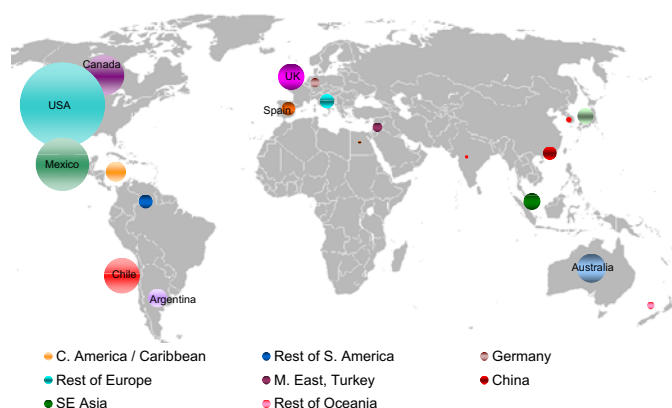 Canada
UK
USA
Spain
Mexico
Chile
Australia
Argentina
C. America / Caribbean
Rest of S. America
Germany
Rest of Europe
M. East, Turkey
China
SE Asia
Rest of Oceania